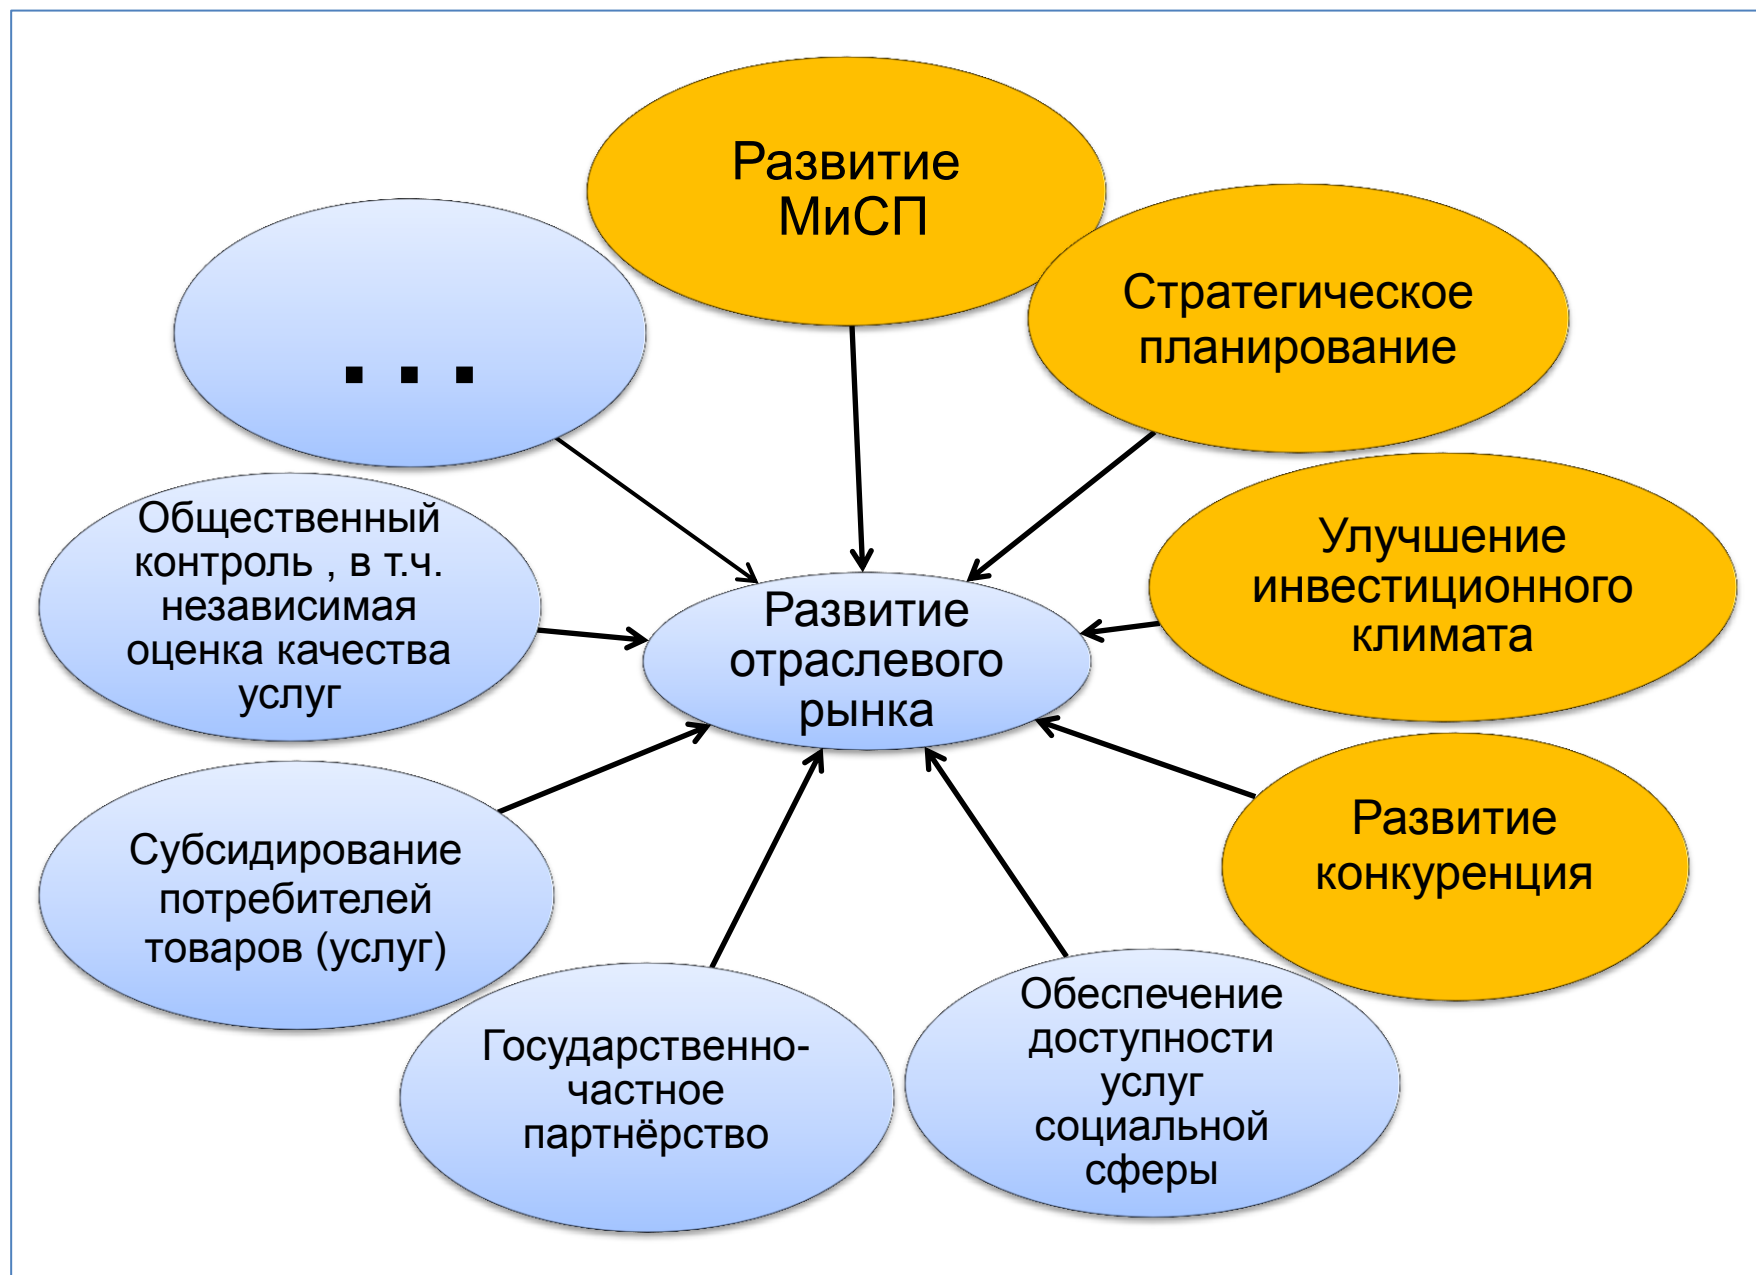 Развитие
МиСП
Стратегическое
планирование
. . .
Улучшение
инвестиционного
климата
Общественный
контроль , в т.ч.
независимая
оценка качества
услуг
Развитие
отраслевого
рынка
Развитие
конкуренция
Субсидирование
потребителей
товаров (услуг)
Государственно-
частное
партнёрство
Обеспечение
доступности
услуг
социальной
сферы